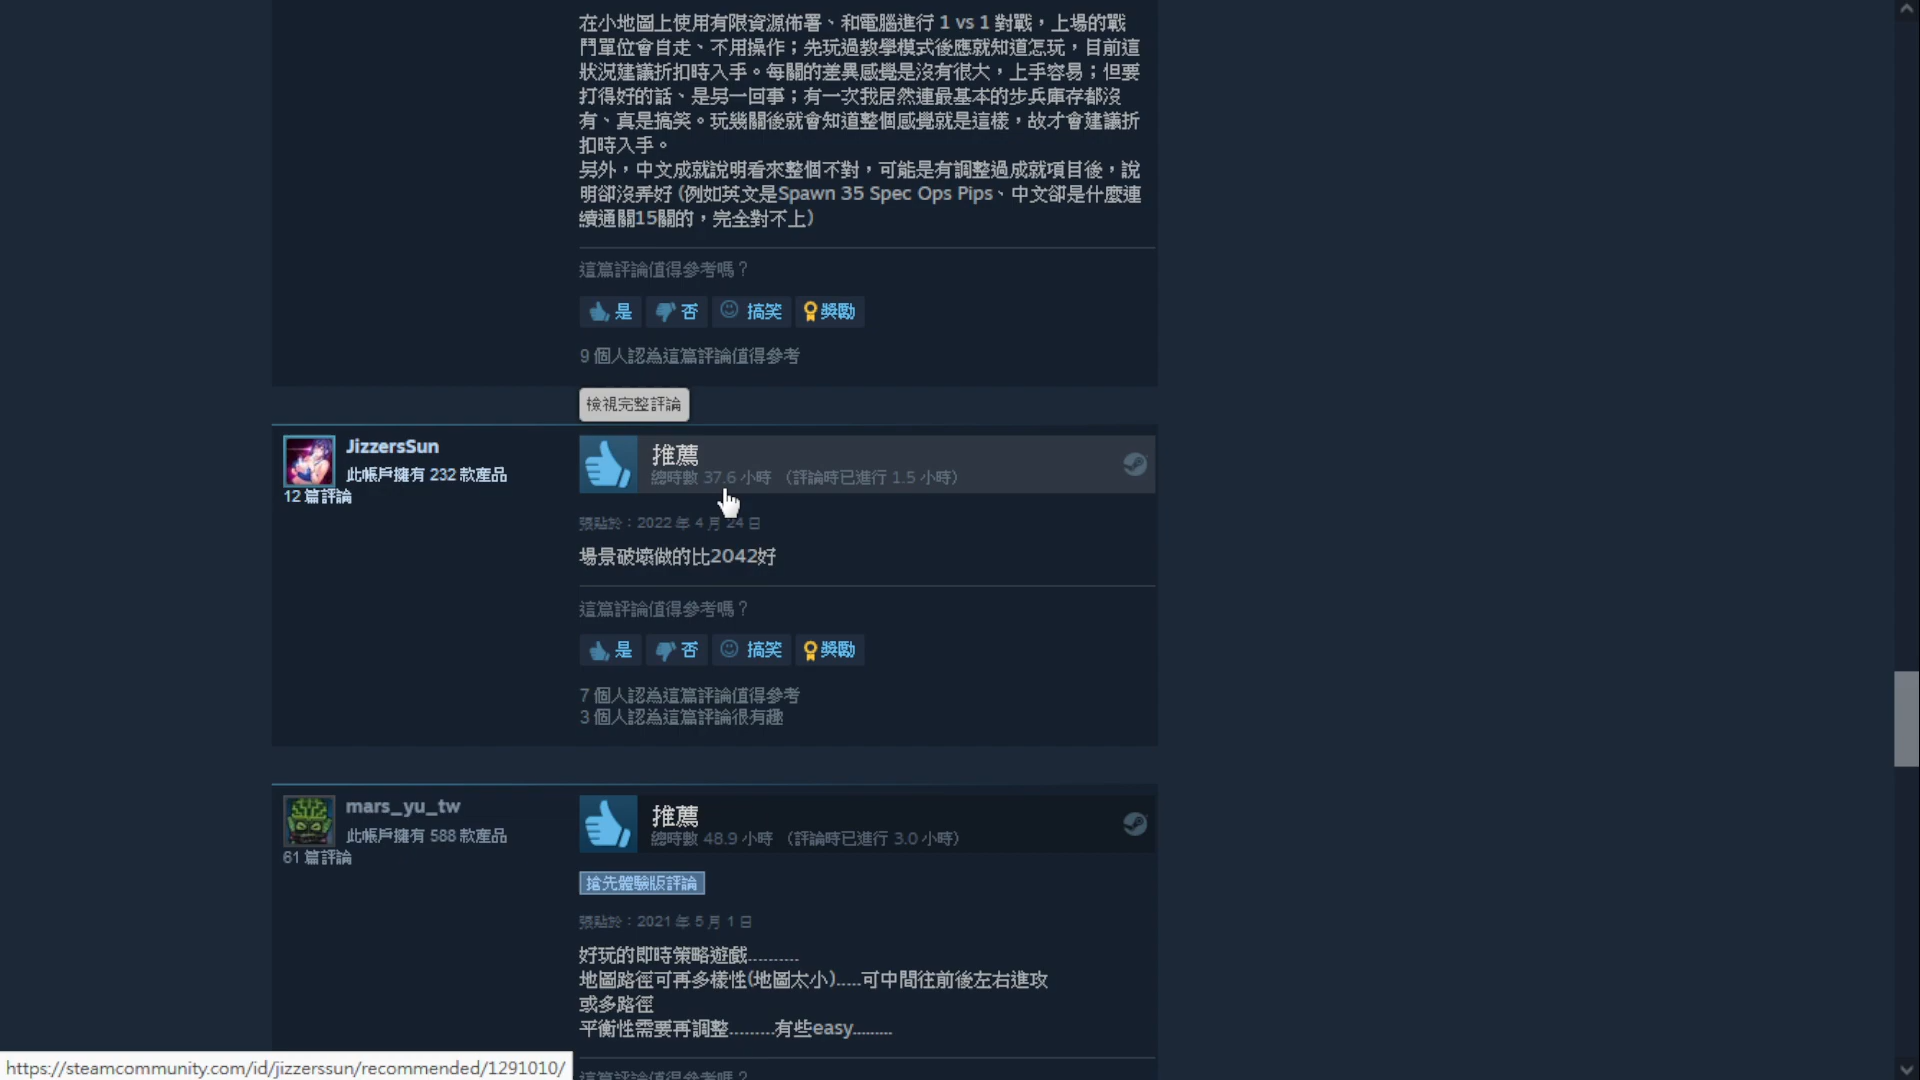 在小地圖上使用有限資源佈署、和電腦進行 1 vs 1 對戰，上場的戰
鬥單位會自走、不用操作；先玩過教學模式後應就知道怎玩，目前這
狀況建議折扣時入手。每關的差異感覺是沒有很大，上手容易；但要
打得好的話、是另一回事；有一次我居然連最基本的步兵庫存都沒
有、真是搞笑。玩幾關後就會知道整個感覺就是這樣，故才會建議折
扣時入手。
另外，中文成就說明看來整個不對，可能是有調整過成就項目後，說
明卻沒弄好 (例如英文是Spawn 35 Spec Ops Pips、中文卻是什麼連
續通關15關的，完全對不上)
這篇評論值得參考嗎？
是 否 搞笑 獎勵
9 個人認為這篇評論值得參考
檢視完整評論
JizzersSun
此帳戶擁有 232 款產品
12 篇評論
推薦
總時數 37.6 小時 （評論時已進行 1.5 小時）
張貼於：2022 年 4 月 24 日
場景破壞做的比2042好
這篇評論值得參考嗎？
是 否 搞笑 獎勵
7 個人認為這篇評論值得參考
3 個人認為這篇評論很有趣
mars_yu_tw
此帳戶擁有 588 款產品
61 篇評論
推薦
總時數 48.9 小時 （評論時已進行 3.0 小時）
搶先體驗版評論
張貼於：2021 年 5 月 1 日
好玩的即時策略遊戲..........
地圖路徑可再多樣性(地圖太小).....可中間往前後左右進攻
或多路徑
平衡性需要再調整.........有些easy........
這篇評論值得參考嗎？
https://steamcommunity.com/id/jizzerssun/recommended/1291010/